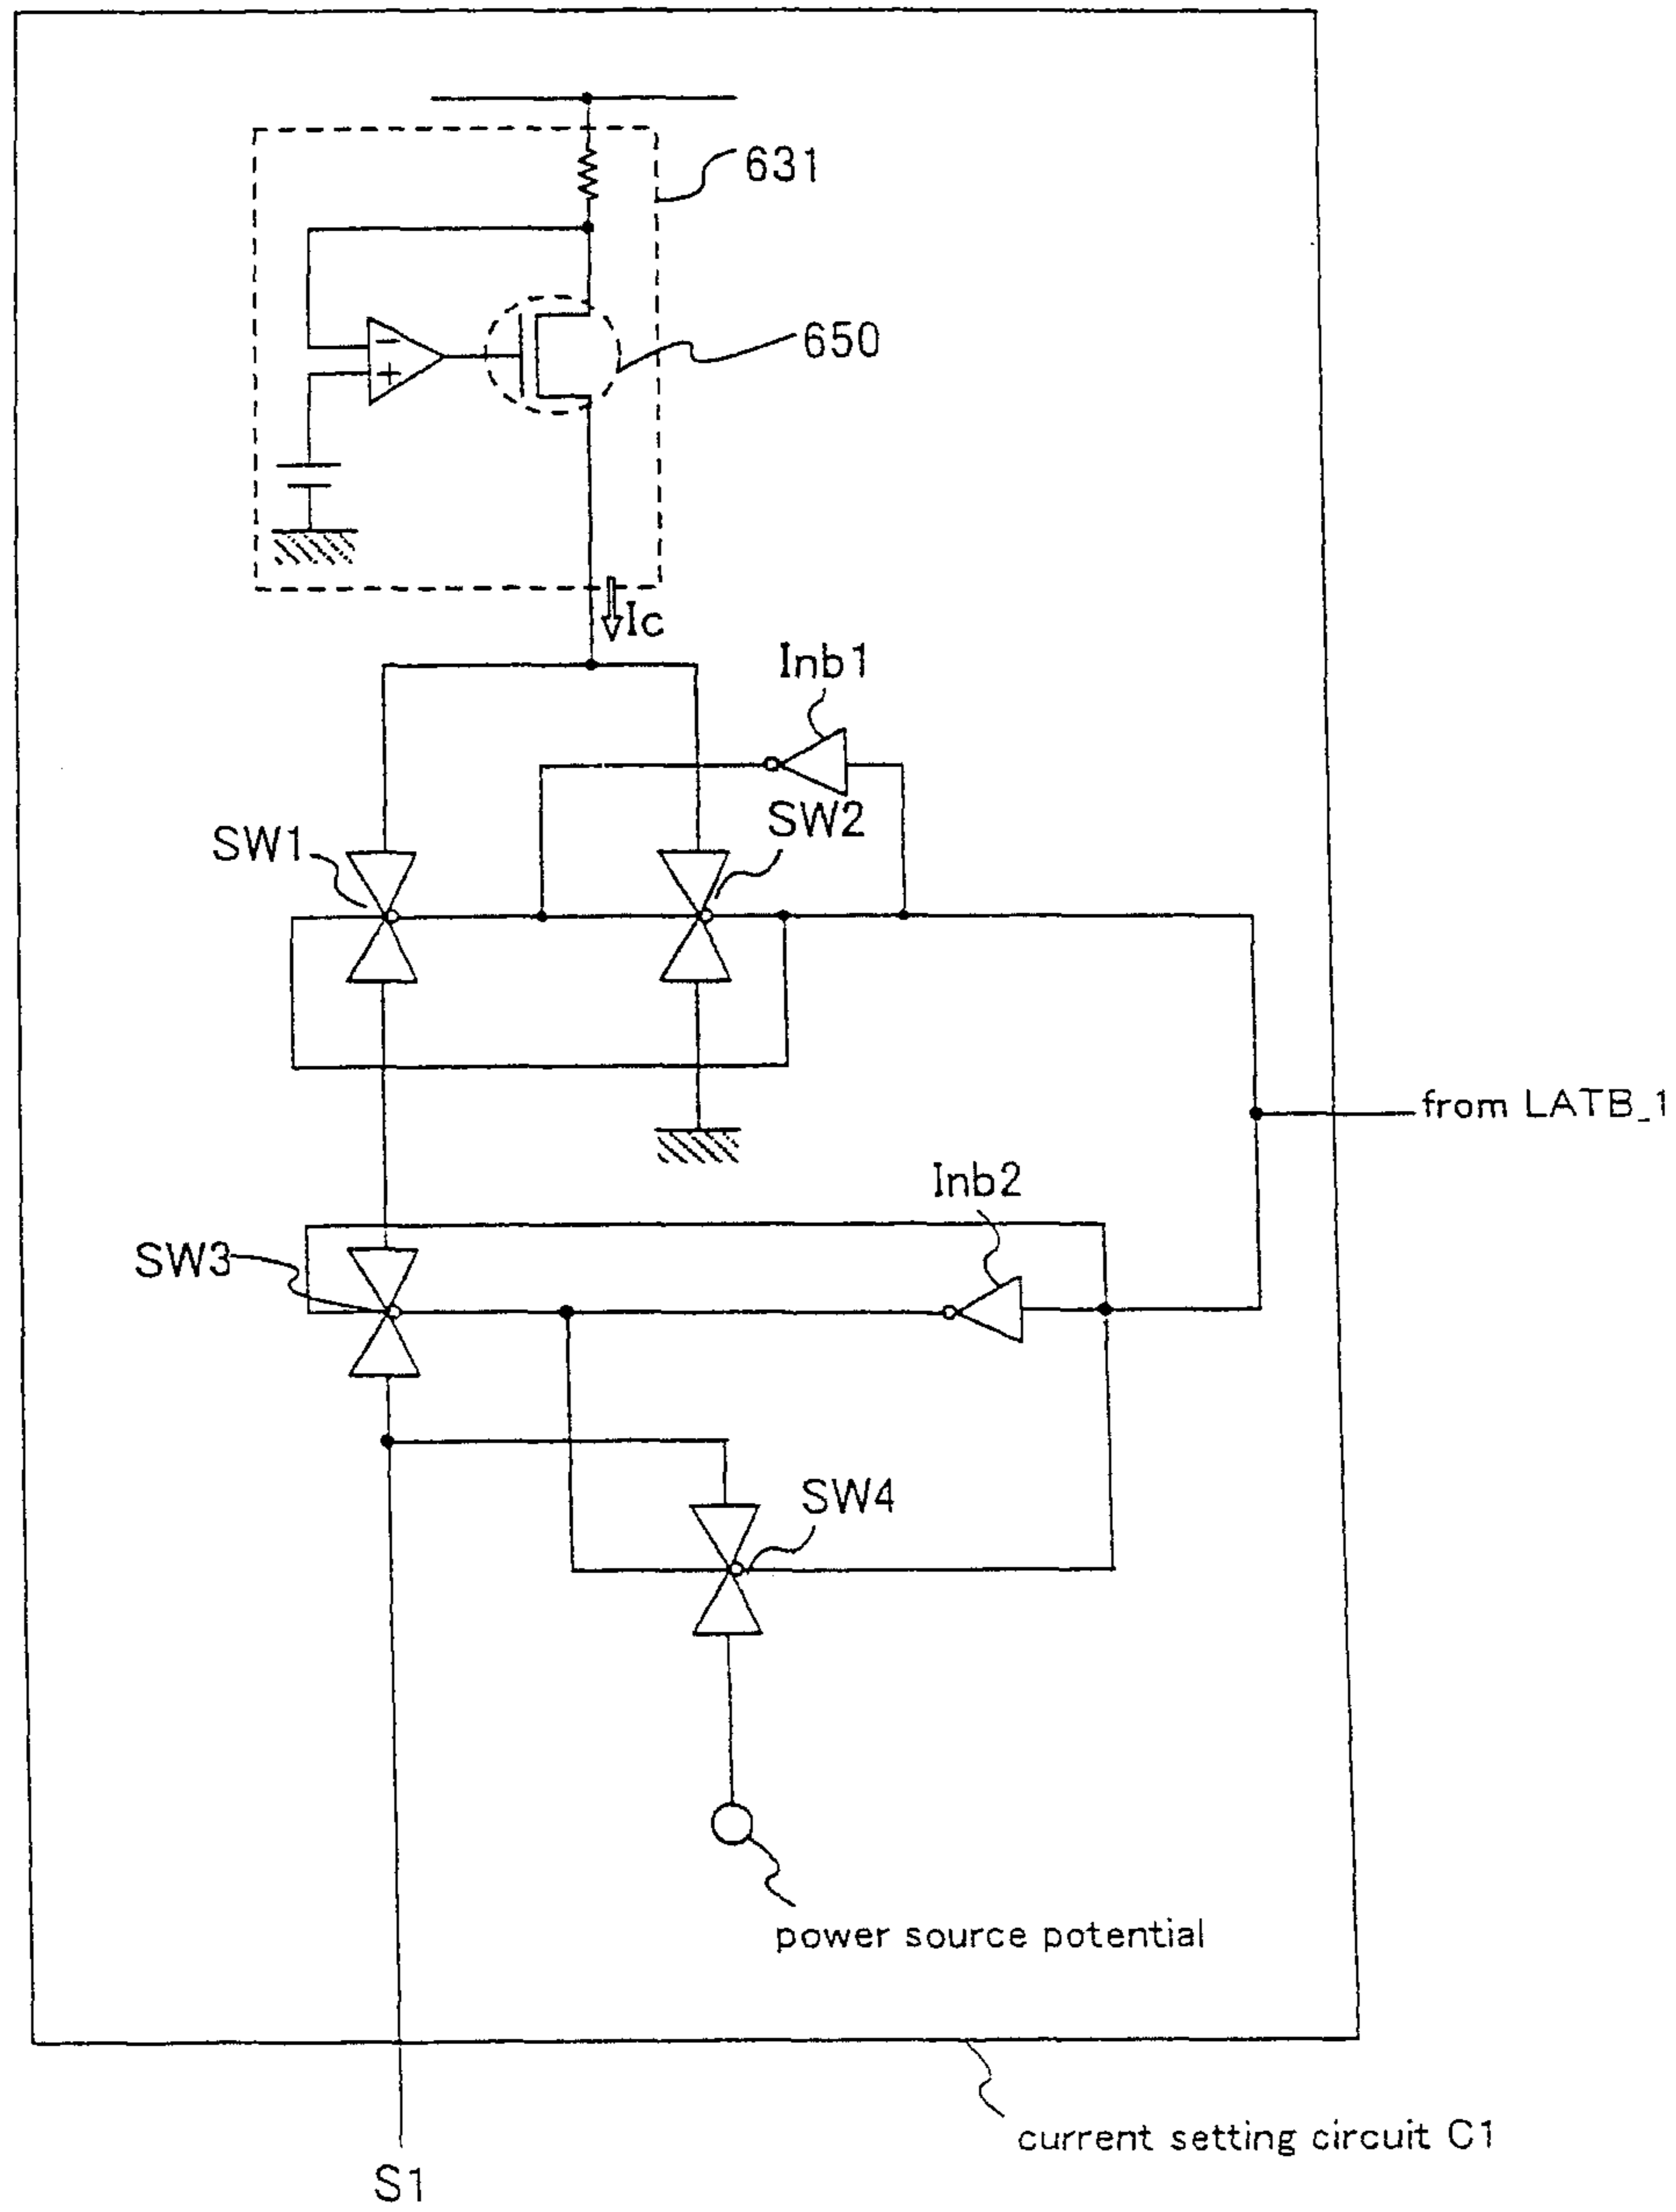 631
650
−
+
Ic
Inb1
SW2
SW1
from LATB_1
Inb2
SW3
SW4
power source potential
current setting circuit C1
S1